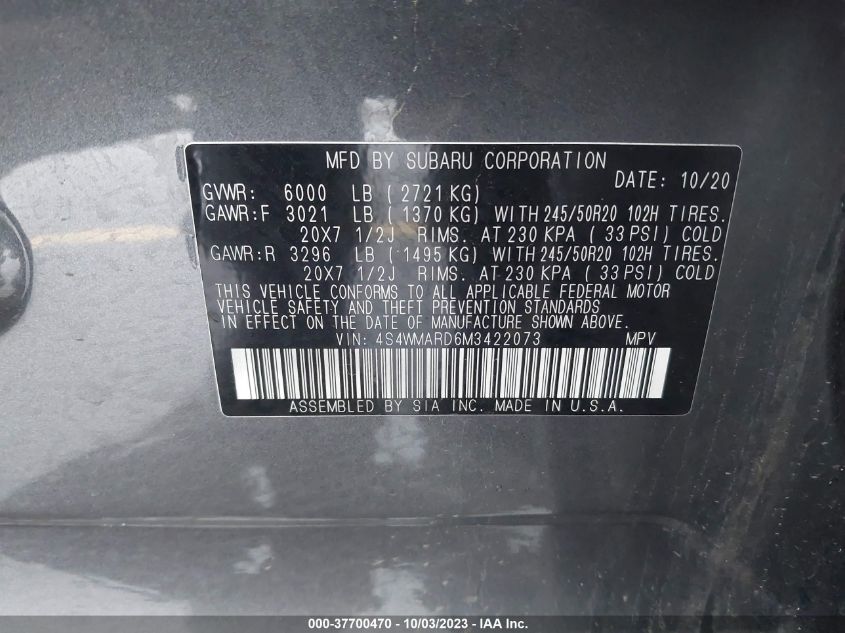 MFD BY SUBARU CORPORATION
DATE: 10/20
GVWR: 6000 LB ( 2721 KG)
GAWR:F 3021 LB ( 1370 KG) WITH 245/50R20 102H TIRES.
20X7 1/2J RIMS. AT 230 KPA ( 33 PSI) COLD
GAWR:R 3296 LB ( 1495 KG) WITH 245/50R20 102H TIRES.
20X7 1/2J RIMS. AT 230 KPA ( 33 PSI) COLD
THIS VEHICLE CONFORMS TO ALL APPLICABLE FEDERAL MOTOR
VEHICLE SAFETY AND THEFT PREVENTION STANDARDS
IN EFFECT ON THE DATE OF MANUFACTURE SHOWN ABOVE.
VIN: 4S4WMARD6M3422073 MPV
ASSEMBLED BY SIA INC. MADE IN U.S.A.
000-37700470 - 10/03/2023 - IAA Inc.